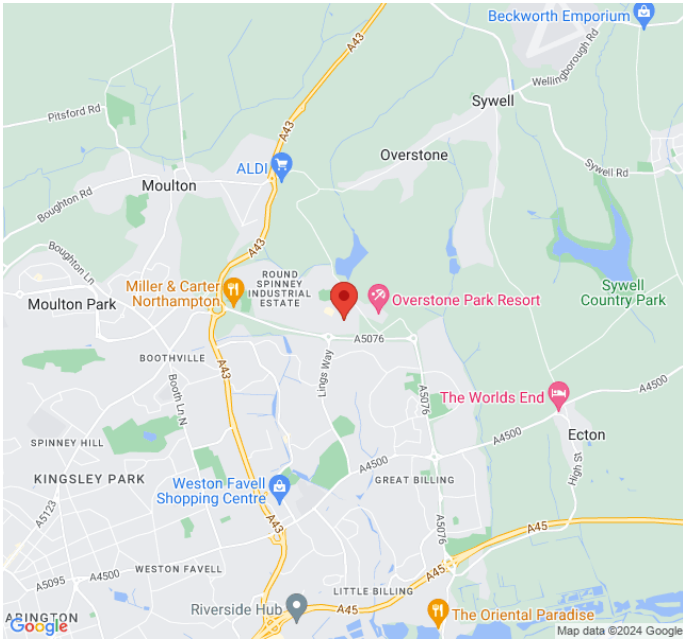 Beckworth Emporium
A43
Wellingborough Rd
Sywell
Pitsford Rd
A43
Overstone
ALDI
Sywell Rd
Moulton
Boughton Rd
A43
Boughton Ln
Miller & Carter
Northampton
ROUND
SPINNEY
INDUSTRIAL
ESTATE
Overstone Park Resort
Sywell
Country Park
Moulton Park
A5076
BOOTHVILLE
Lings Way
A43
Booth Ln N
A5076
The Worlds End
A4500
Ecton
SPINNEY HILL
A4500
High St
KINGSLEY PARK
Weston Favell
Shopping Centre
GREAT BILLING
A5123
A43
A5076
A45
WESTON FAVELL
A5095
A4500
A45
LITTLE BILLING
Riverside Hub
A45
The Oriental Paradise
ABINGTON
Google
Map data ©2024 Google